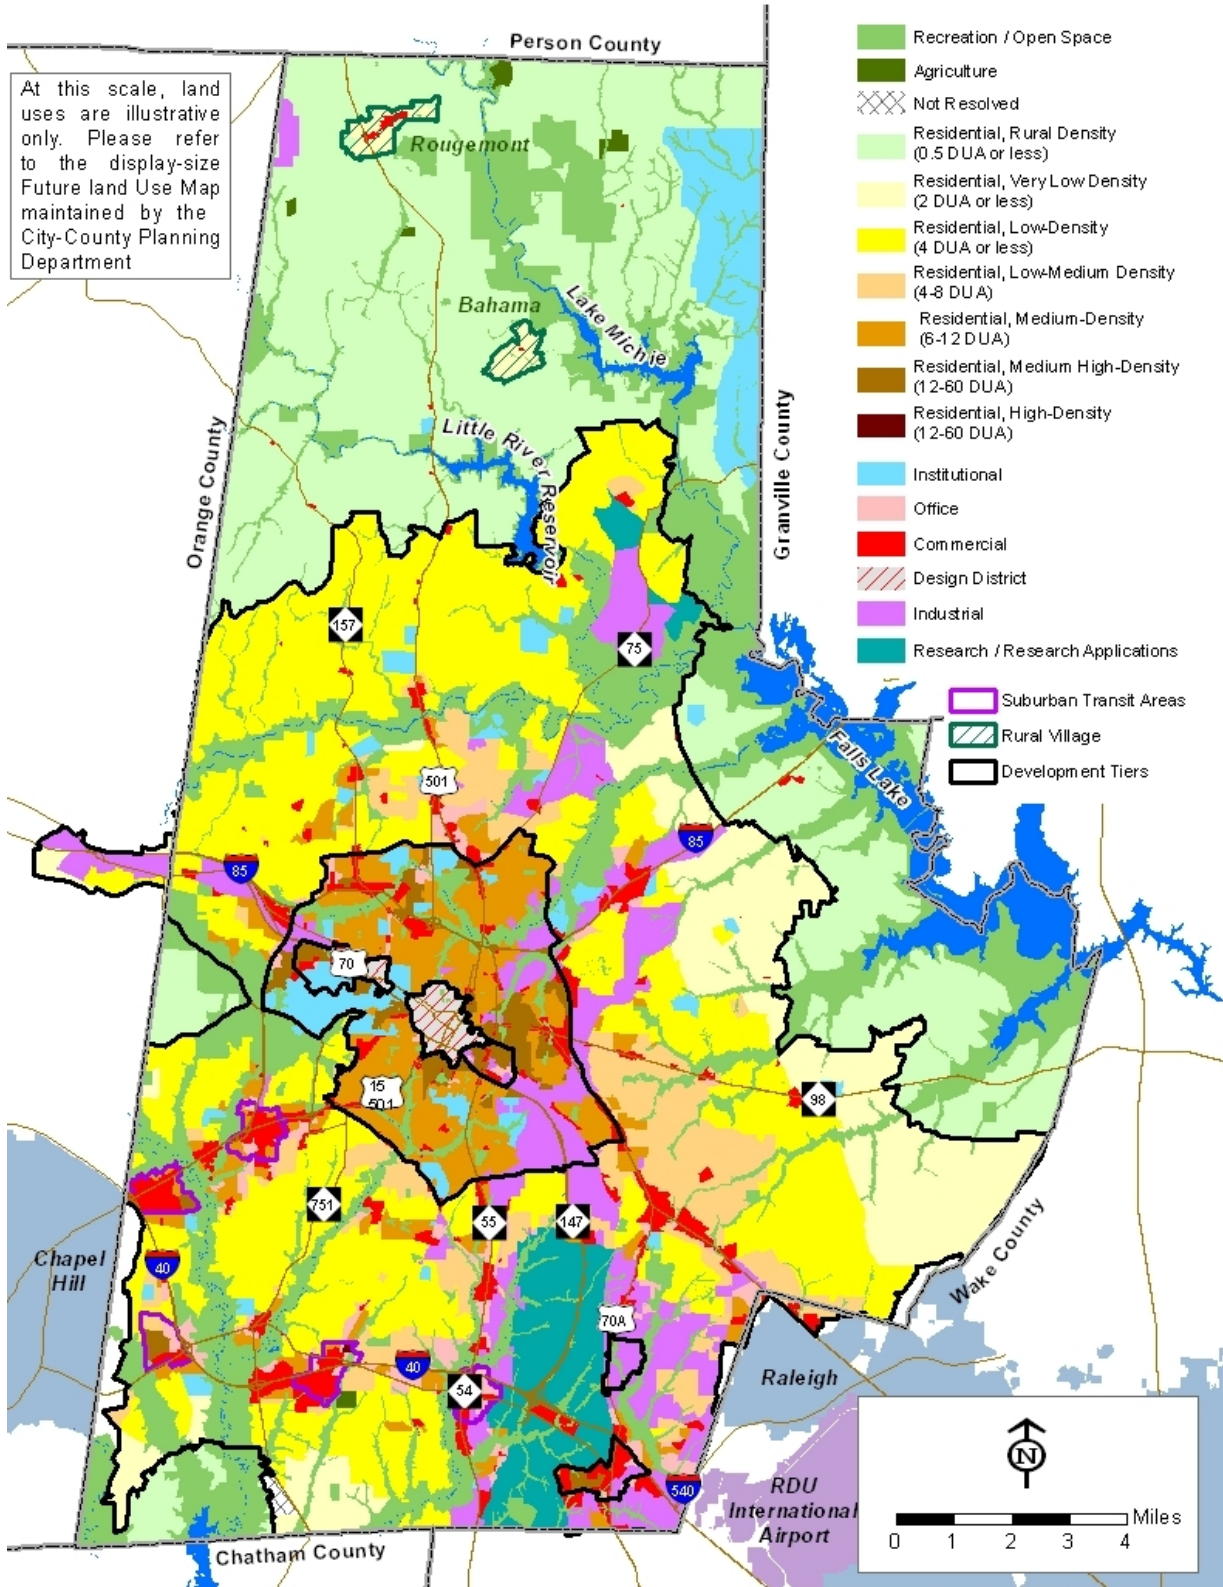 Person County
At this scale, land
uses are illustrative
only. Please refer
to the display-size
Future land Use Map
maintained by the
City-County Planning
Department
Rougemont
Bahama
Lake Michie
Little River Reservoir
Orange County
Granville County
157
75
501
Falls Lake
85
85
70
15
501
98
751
55
147
Chapel
Hill
40
70A
40
54
Wake County
Raleigh
540
RDU
International
Airport
Chatham County
Recreation / Open Space
Agriculture
Not Resolved
Residential, Rural Density
(0.5 DUA or less)
Residential, Very Low Density
(2 DUA or less)
Residential, Low-Density
(4 DUA or less)
Residential, Low-Medium Density
(4-8 DUA)
Residential, Medium-Density
(6-12 DUA)
Residential, Medium High-Density
(12-60 DUA)
Residential, High-Density
(12-60 DUA)
Institutional
Office
Commercial
Design District
Industrial
Research / Research Applications
Suburban Transit Areas
Rural Village
Development Tiers
N
Miles
0 1 2 3 4